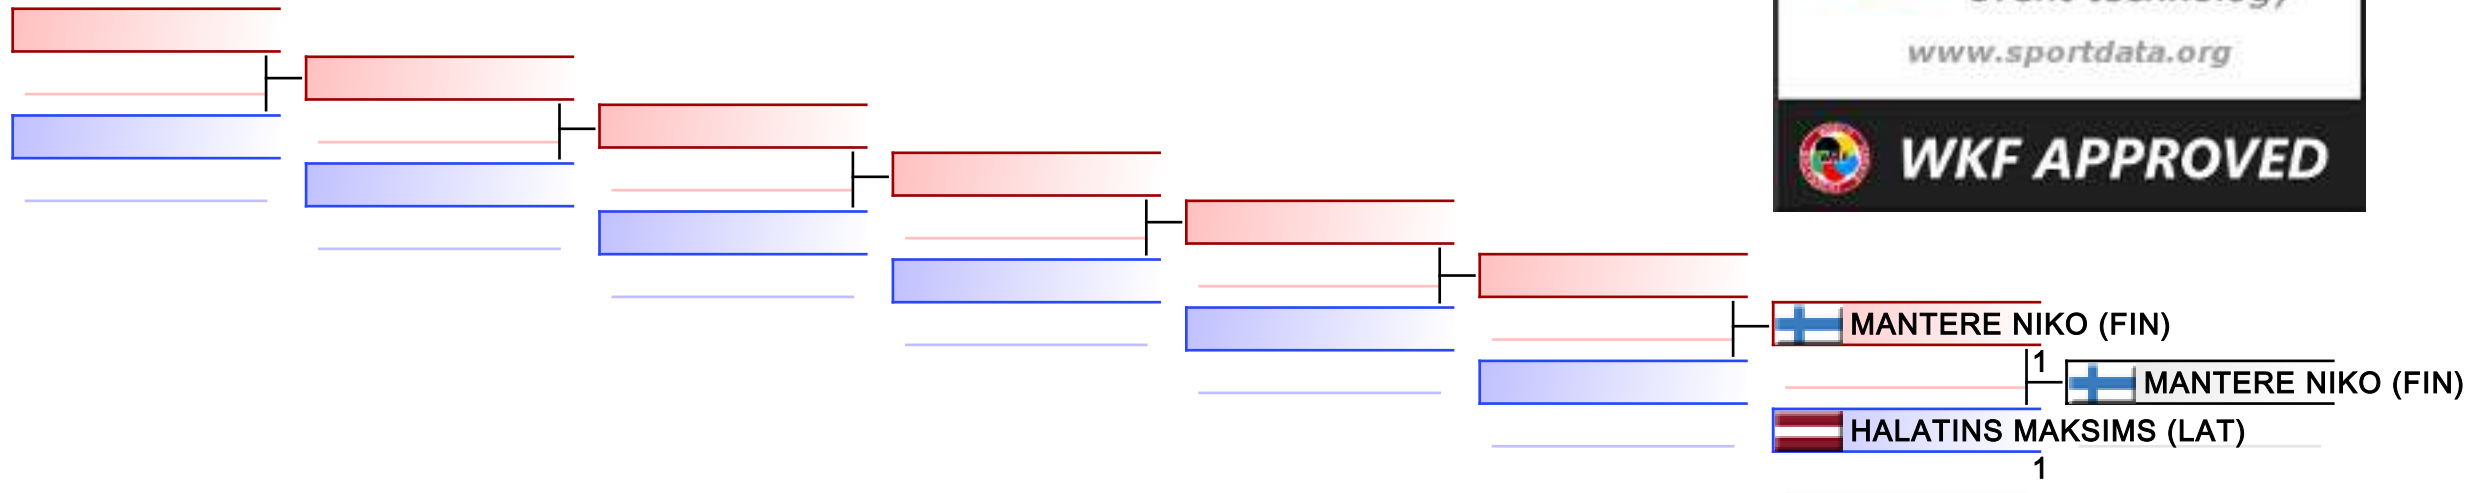 www.sportdata.org
WKF APPROVED
MANTERE NIKO (FIN)
1
MANTERE NIKO (FIN)
HALATINS MAKSIMS (LAT)
1